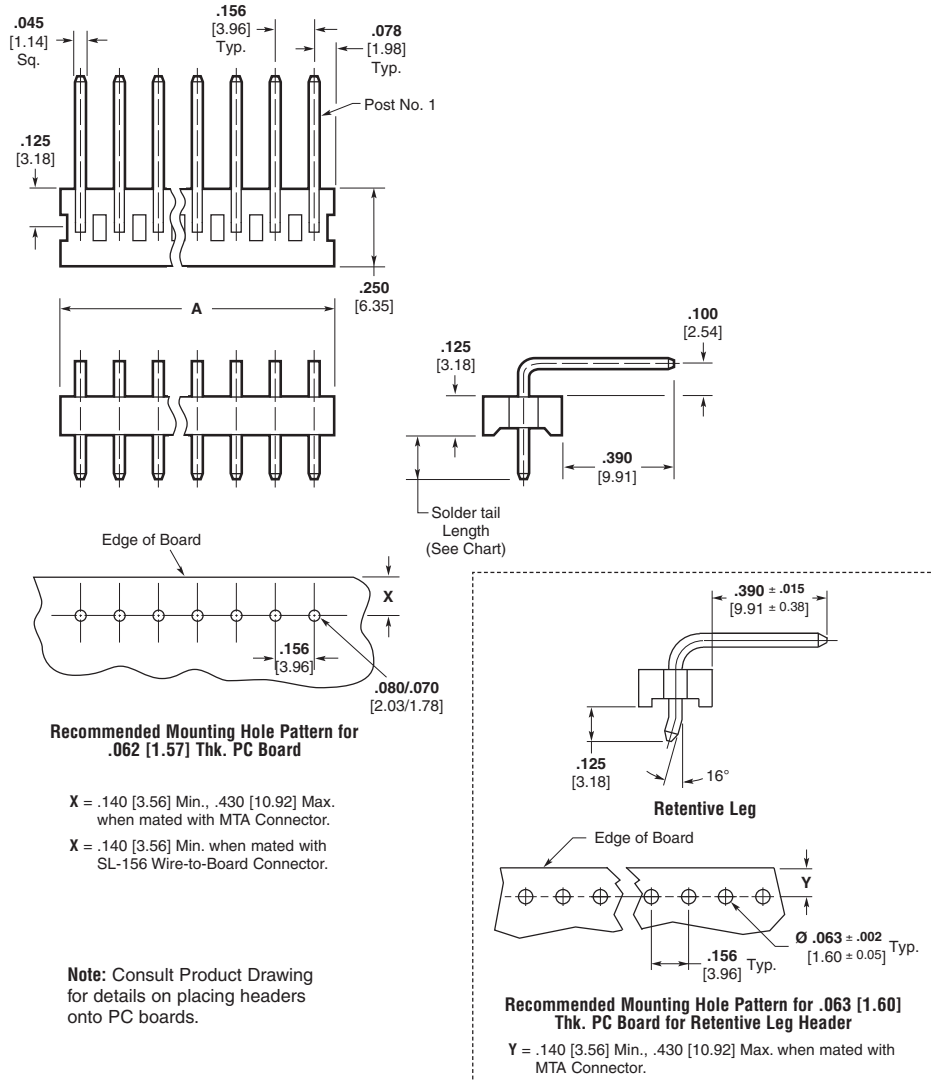 .045
[1.14]
Sq.
.156
[3.96]
Typ.
.078
[1.98]
Typ.
Post No. 1
.125
[3.18]
.250
[6.35]
A
.100
[2.54]
.125
[3.18]
.390
[9.91]
Solder tail
Length
(See Chart)
Edge of Board
X
.156
[3.96]
.080/.070
[2.03/1.78]
Recommended Mounting Hole Pattern for
.062 [1.57] Thk. PC Board
X = .140 [3.56] Min., .430 [10.92] Max.
when mated with MTA Connector.
X = .140 [3.56] Min. when mated with
SL-156 Wire-to-Board Connector.
Note: Consult Product Drawing
for details on placing headers
onto PC boards.
.390 ± .015
[9.91 ± 0.38]
.125
[3.18]
16°
Retentive Leg
Edge of Board
Y
Ø .063 ± .002
[1.60 ± 0.05] Typ.
.156
[3.96] Typ.
Recommended Mounting Hole Pattern for .063 [1.60]
Thk. PC Board for Retentive Leg Header
Y = .140 [3.56] Min., .430 [10.92] Max. when mated with
MTA Connector.